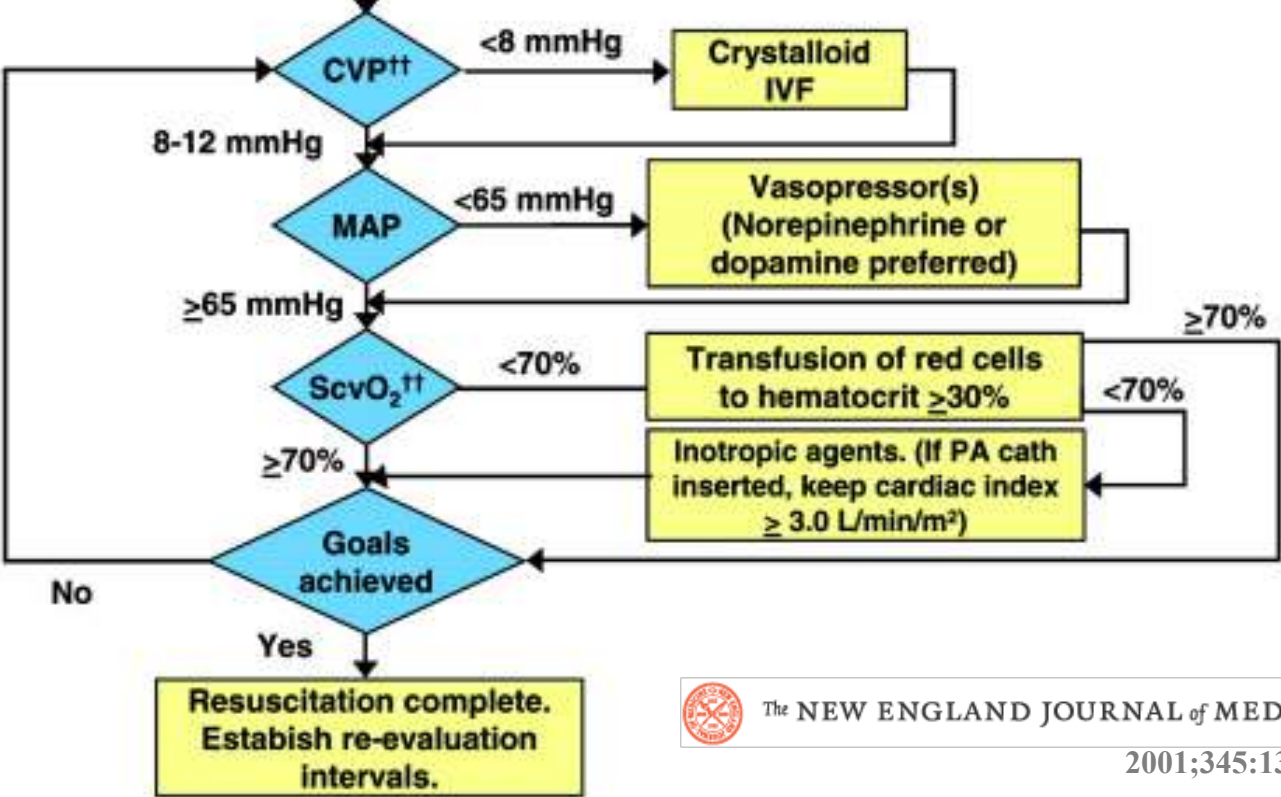 CVP††
<8 mmHg
Crystalloid
IVF
8-12 mmHg
MAP
<65 mmHg
Vasopressor(s)
(Norepinephrine or
dopamine preferred)
≥65 mmHg
ScvO₂††
<70%
Transfusion of red cells
to hematocrit ≥30%
≥70%
<70%
Inotropic agents. (If PA cath
inserted, keep cardiac index
≥ 3.0 L/min/m²)
≥70%
Goals
achieved
No
Yes
Resuscitation complete.
Estabish re-evaluation
intervals.
The NEW ENGLAND JOURNAL of MED
2001;345:13